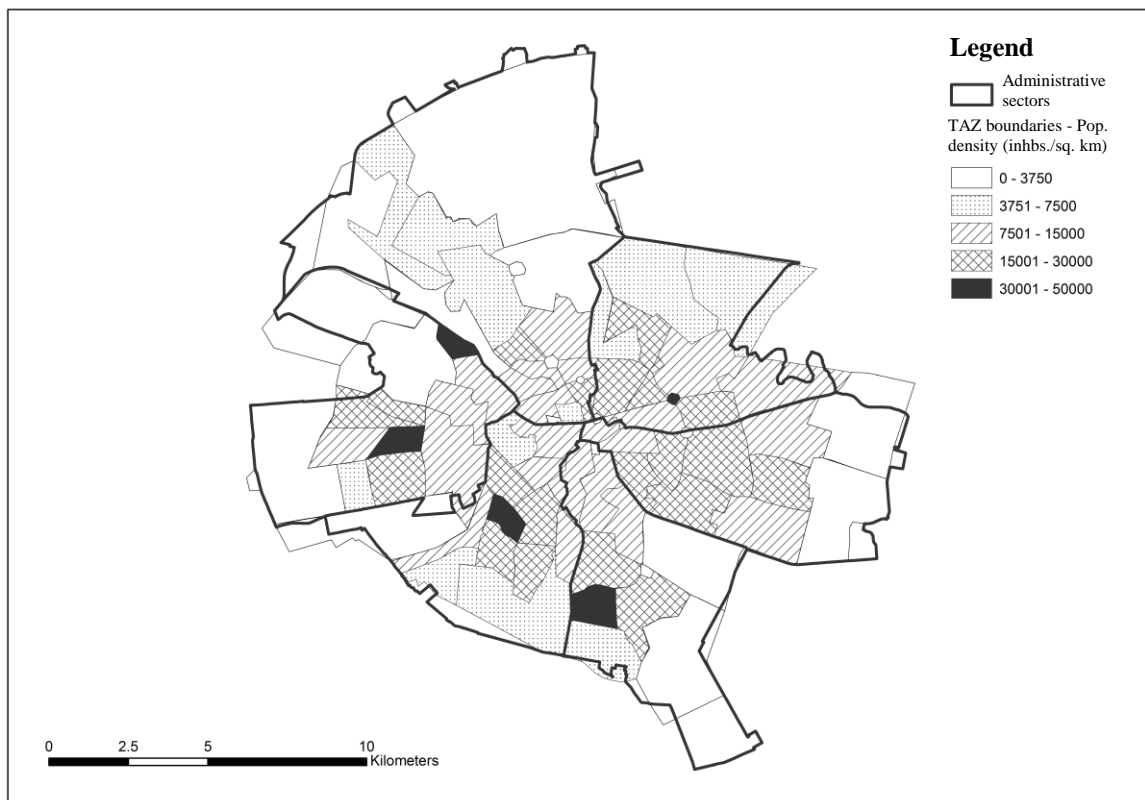 Legend
Administrative
sectors
TAZ boundaries - Pop.
density (inhbs./sq. km)
0 - 3750
3751 - 7500
7501 - 15000
15001 - 30000
30001 - 50000
0 2.5 5 10
Kilometers